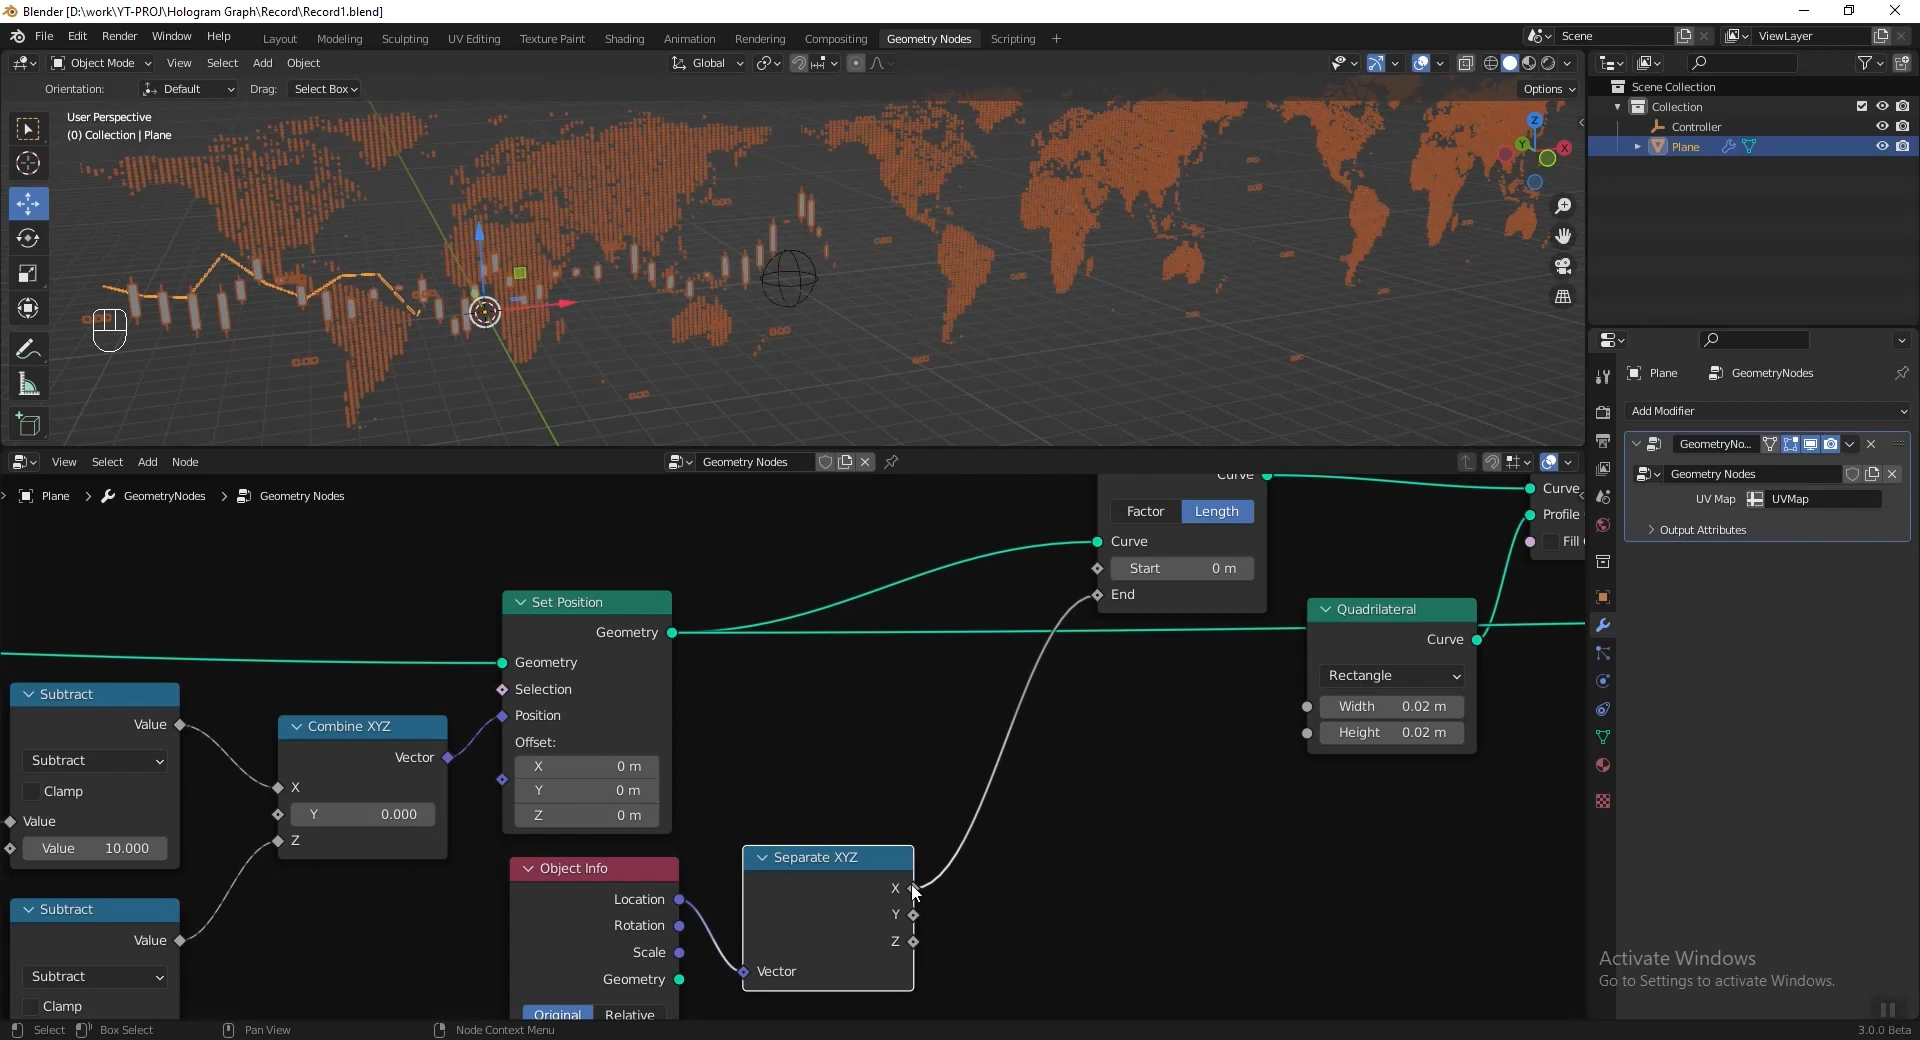 Blender [D:\work\YT-PROJ\Hologram Graph\Record\Record1.blend]
File Edit Render Window Help Layout Modeling Sculpting UV Editing Texture Paint Shading Animation Rendering Compositing Geometry Nodes Scripting + Scene ViewLayer
Object Mode View Select Add Object Global
Orientation: Default Drag: Select Box Options
User Perspective
(0) Collection | Plane
Z
Y
X
Scene Collection
Collection
Controller
Plane
Plane GeometryNodes
Add Modifier
GeometryNo...
Geometry Nodes
UV Map UVMap
Output Attributes
View Select Add Node Geometry Nodes
Plane GeometryNodes Geometry Nodes
Curve
Factor Length
Curve
Start 0 m
End
Curve
Profile
Fill
Set Position
Geometry
Geometry
Selection
Position
Offset:
X 0 m
Y 0 m
Z 0 m
Quadrilateral
Curve
Rectangle
Width 0.02 m
Height 0.02 m
Subtract
Value
Subtract
Clamp
Value
Value 10.000
Combine XYZ
Vector
X
Y 0.000
Z
Subtract
Value
Subtract
Clamp
Object Info
Location
Rotation
Scale
Geometry
Original Relative
Separate XYZ
X
Y
Z
Vector
Activate Windows
Go to Settings to activate Windows.
Select Box Select Pan View Node Context Menu 3.0.0 Beta